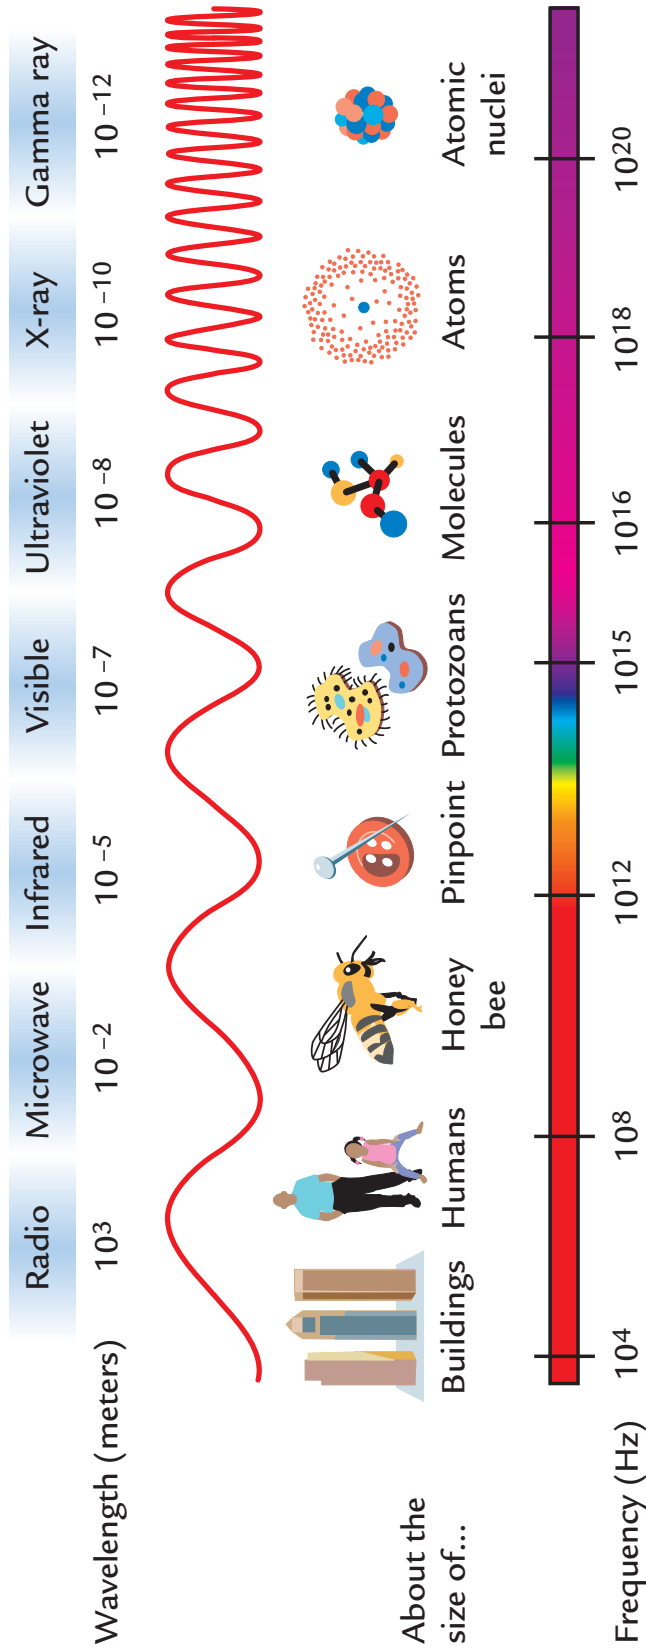 Radio Microwave Infrared Visible Ultraviolet X-ray Gamma ray
Wavelength (meters) 10³ 10⁻² 10⁻⁵ 10⁻⁷ 10⁻⁸ 10⁻¹⁰ 10⁻¹²
About the
size of...
Buildings Humans Honey
bee
Pinpoint Protozoans Molecules Atoms Atomic
nuclei
Frequency (Hz) 10⁴ 10⁸ 10¹² 10¹⁵ 10¹⁶ 10¹⁸ 10²⁰